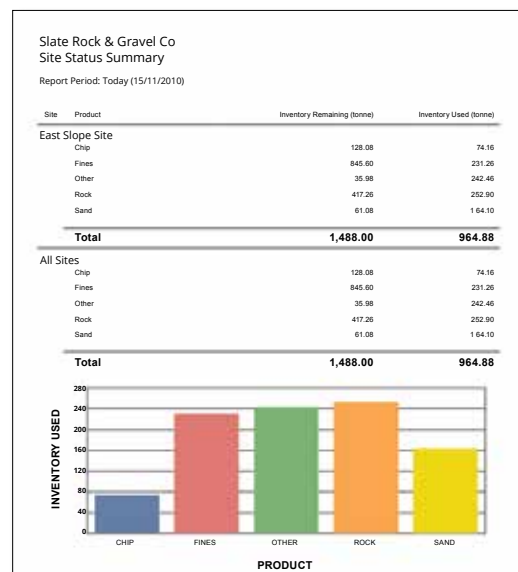 Slate Rock & Gravel Co
Site Status Summary
Report Period: Today (15/11/2010)
Site Product Inventory Remaining (tonne) Inventory Used (tonne)
East Slope Site
Chip 128.08 74.16
Fines 845.60 231.26
Other 35.98 242.46
Rock 417.26 252.90
Sand 61.08 1 64.10
Total 1,488.00 964.88
All Sites
Chip 128.08 74.16
Fines 845.60 231.26
Other 35.98 242.46
Rock 417.26 252.90
Sand 61.08 1 64.10
Total 1,488.00 964.88
INVENTORY USED
280
240
200
160
120
80
40
0
CHIP FINES OTHER ROCK SAND
PRODUCT